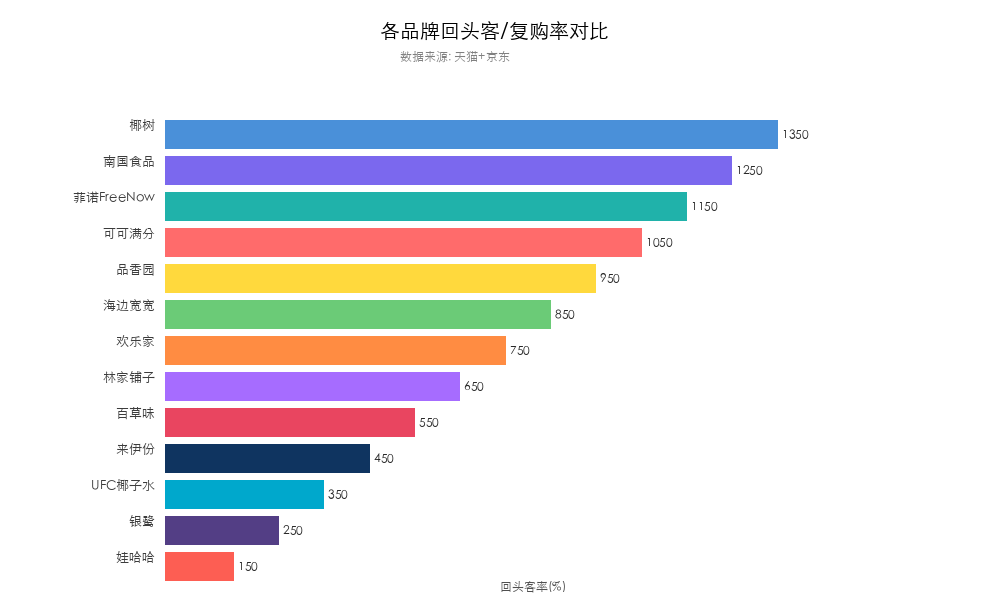 各品牌回头客/复购率对比
数据来源: 天猫+京东
椰树 1350
南国食品 1250
菲诺FreeNow 1150
可可满分 1050
品香园 950
海边宽宽 850
欢乐家 750
林家铺子 650
百草味 550
来伊份 450
UFC椰子水 350
银鹭 250
娃哈哈 150
回头客率(%)